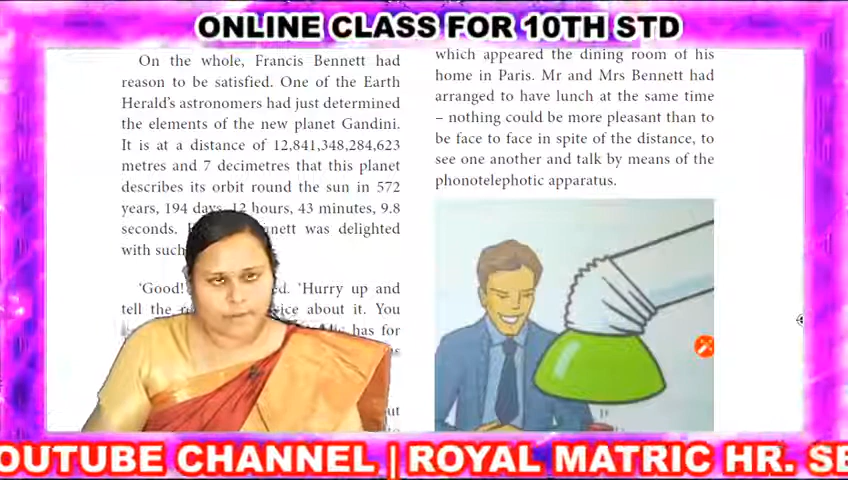 ONLINE CLASS FOR 10TH STD
On the whole, Francis Bennett had
reason to be satisfied. One of the Earth
Herald's astronomers had just determined
the elements of the new planet Gandini.
It is at a distance of 12,841,348,284,623
metres and 7 decimetres that this planet
describes its orbit round the sun in 572
years, 194 days, 12 hours, 43 minutes, 9.8
seconds. nnett was delighted
with such
'Good! ed. 'Hurry up and
tell the vice about it. You
has for
which appeared the dining room of his
home in Paris. Mr and Mrs Bennett had
arranged to have lunch at the same time
– nothing could be more pleasant than to
be face to face in spite of the distance, to
see one another and talk by means of the
phonotelephotic apparatus.
OUTUBE CHANNEL | ROYAL MATRIC HR. SE